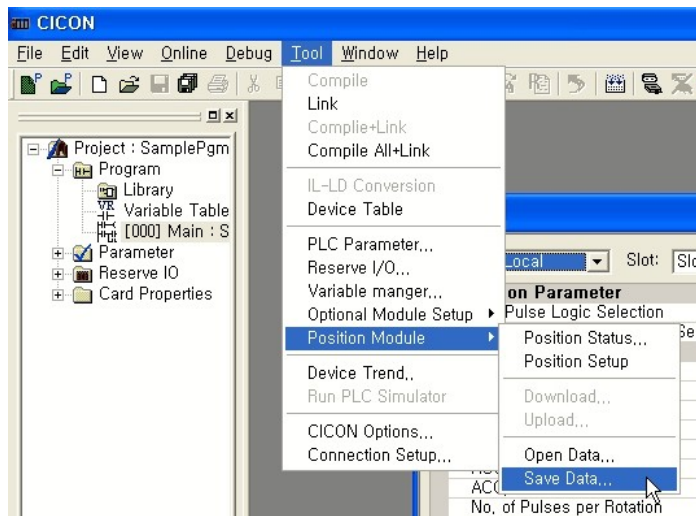 CICON
File Edit View Online Debug Tool Window Help
Project : SamplePgm
Program
Library
Variable Table
[000] Main : S
Parameter
Reserve IO
Card Properties
Compile
Link
Complie+Link
Compile All+Link
IL-LD Conversion
Device Table
PLC Parameter...
Reserve I/O...
Variable manger...
Optional Module Setup
Position Module
Device Trend..
Run PLC Simulator
CICON Options...
Connection Setup...
Local Slot: Slo
on Parameter
Pulse Logic Selection
Position Status...
Position Setup
Download...
Upload...
Open Data...
Save Data...
ACC
No. of Pulses per Rotation